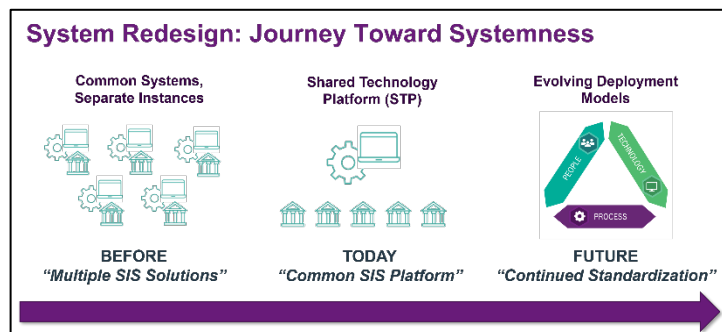 System Redesign: Journey Toward Systemness
Common Systems,
Separate Instances
Shared Technology
Platform (STP)
Evolving Deployment
Models
PEOPLE
TECHNOLOGY
PROCESS
BEFORE
“Multiple SIS Solutions”
TODAY
“Common SIS Platform”
FUTURE
“Continued Standardization”